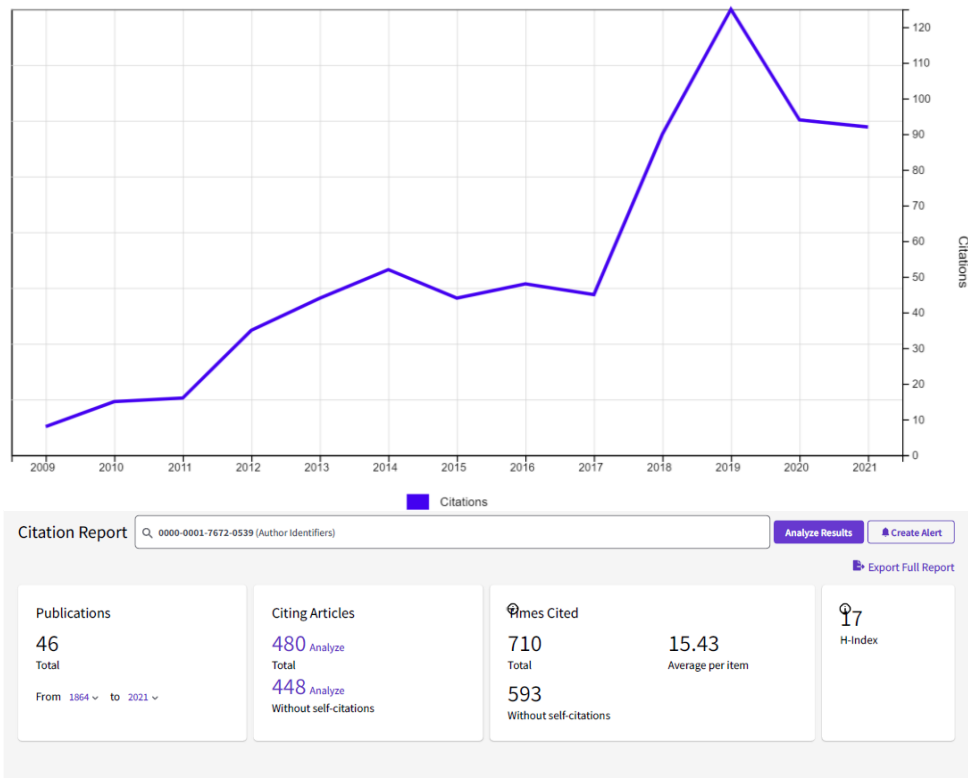 120
110
100
90
80
70
60
50
40
30
20
10
0
Citations
2009 2010 2011 2012 2013 2014 2015 2016 2017 2018 2019 2020 2021
Citations
Citation Report 0000-0001-7672-0539 (Author Identifiers) Analyze Results Create Alert
Export Full Report
Publications
46
Total
From 1864 to 2021
Citing Articles
480 Analyze
Total
448 Analyze
Without self-citations
Times Cited
710
Total
15.43
Average per item
593
Without self-citations
17
H-Index